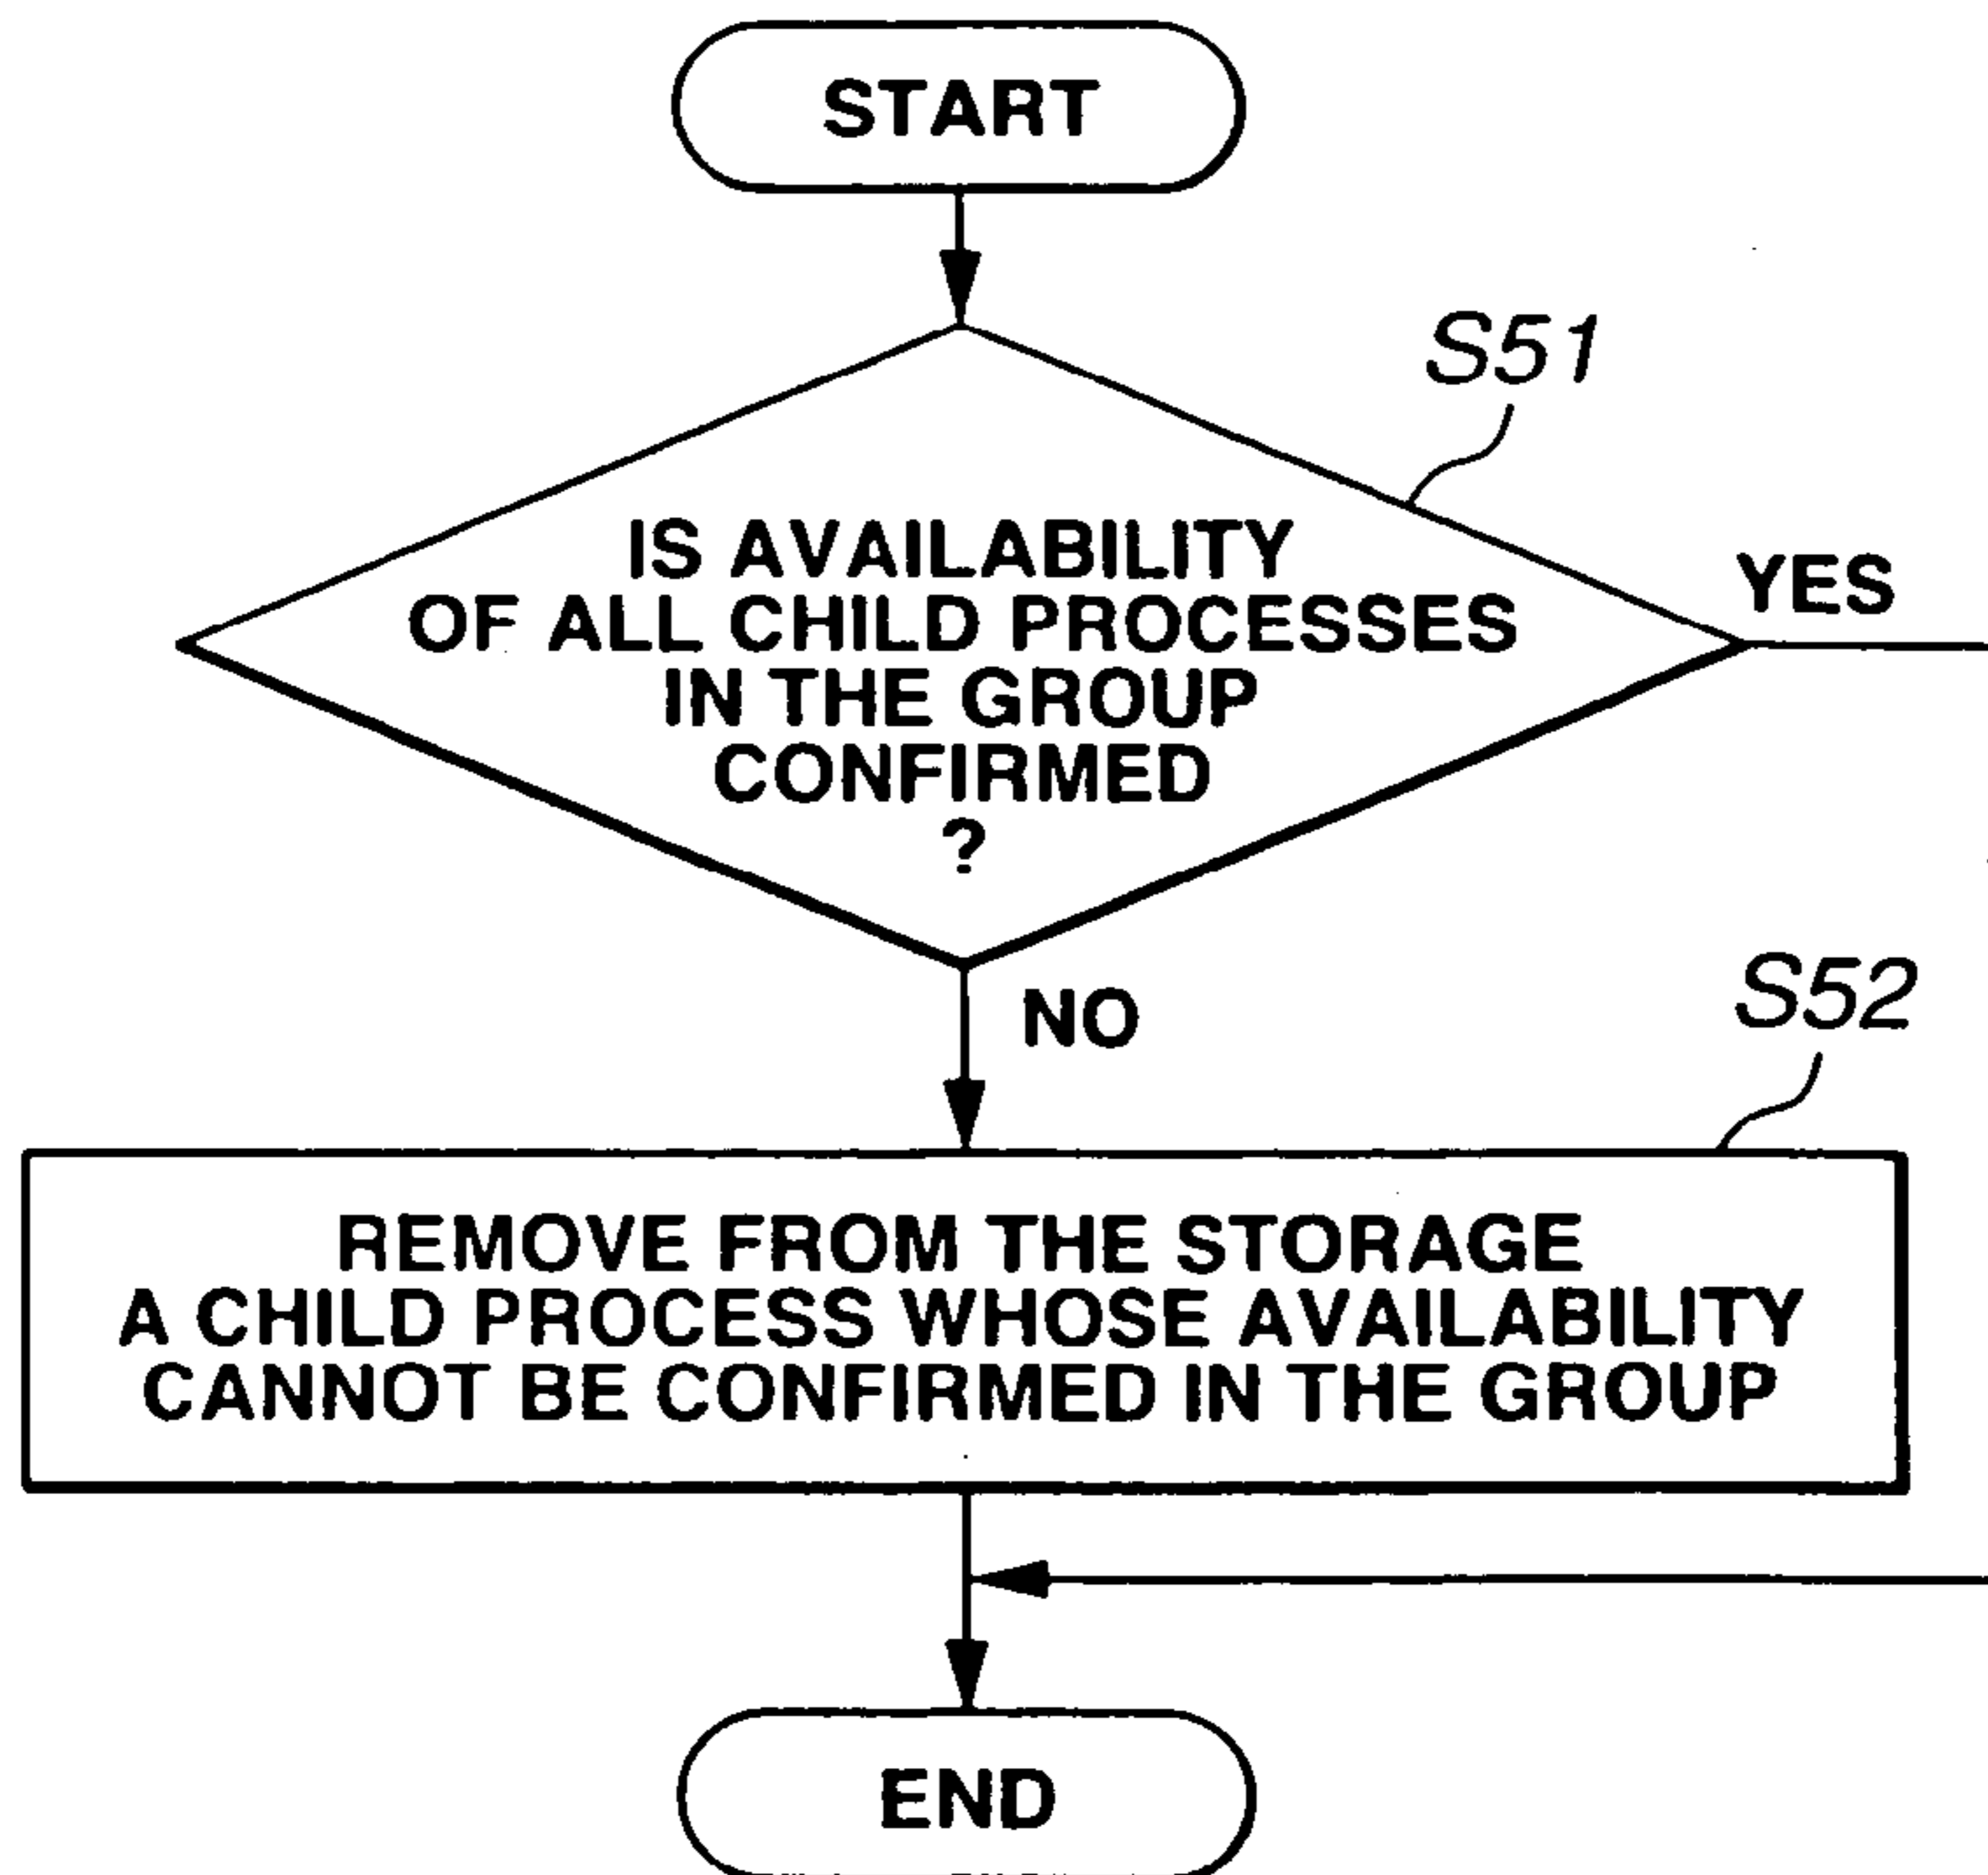 START
S51
IS AVAILABILITY
OF ALL CHILD PROCESSES
IN THE GROUP
CONFIRMED
?
YES
NO
S52
REMOVE FROM THE STORAGE
A CHILD PROCESS WHOSE AVAILABILITY
CANNOT BE CONFIRMED IN THE GROUP
END